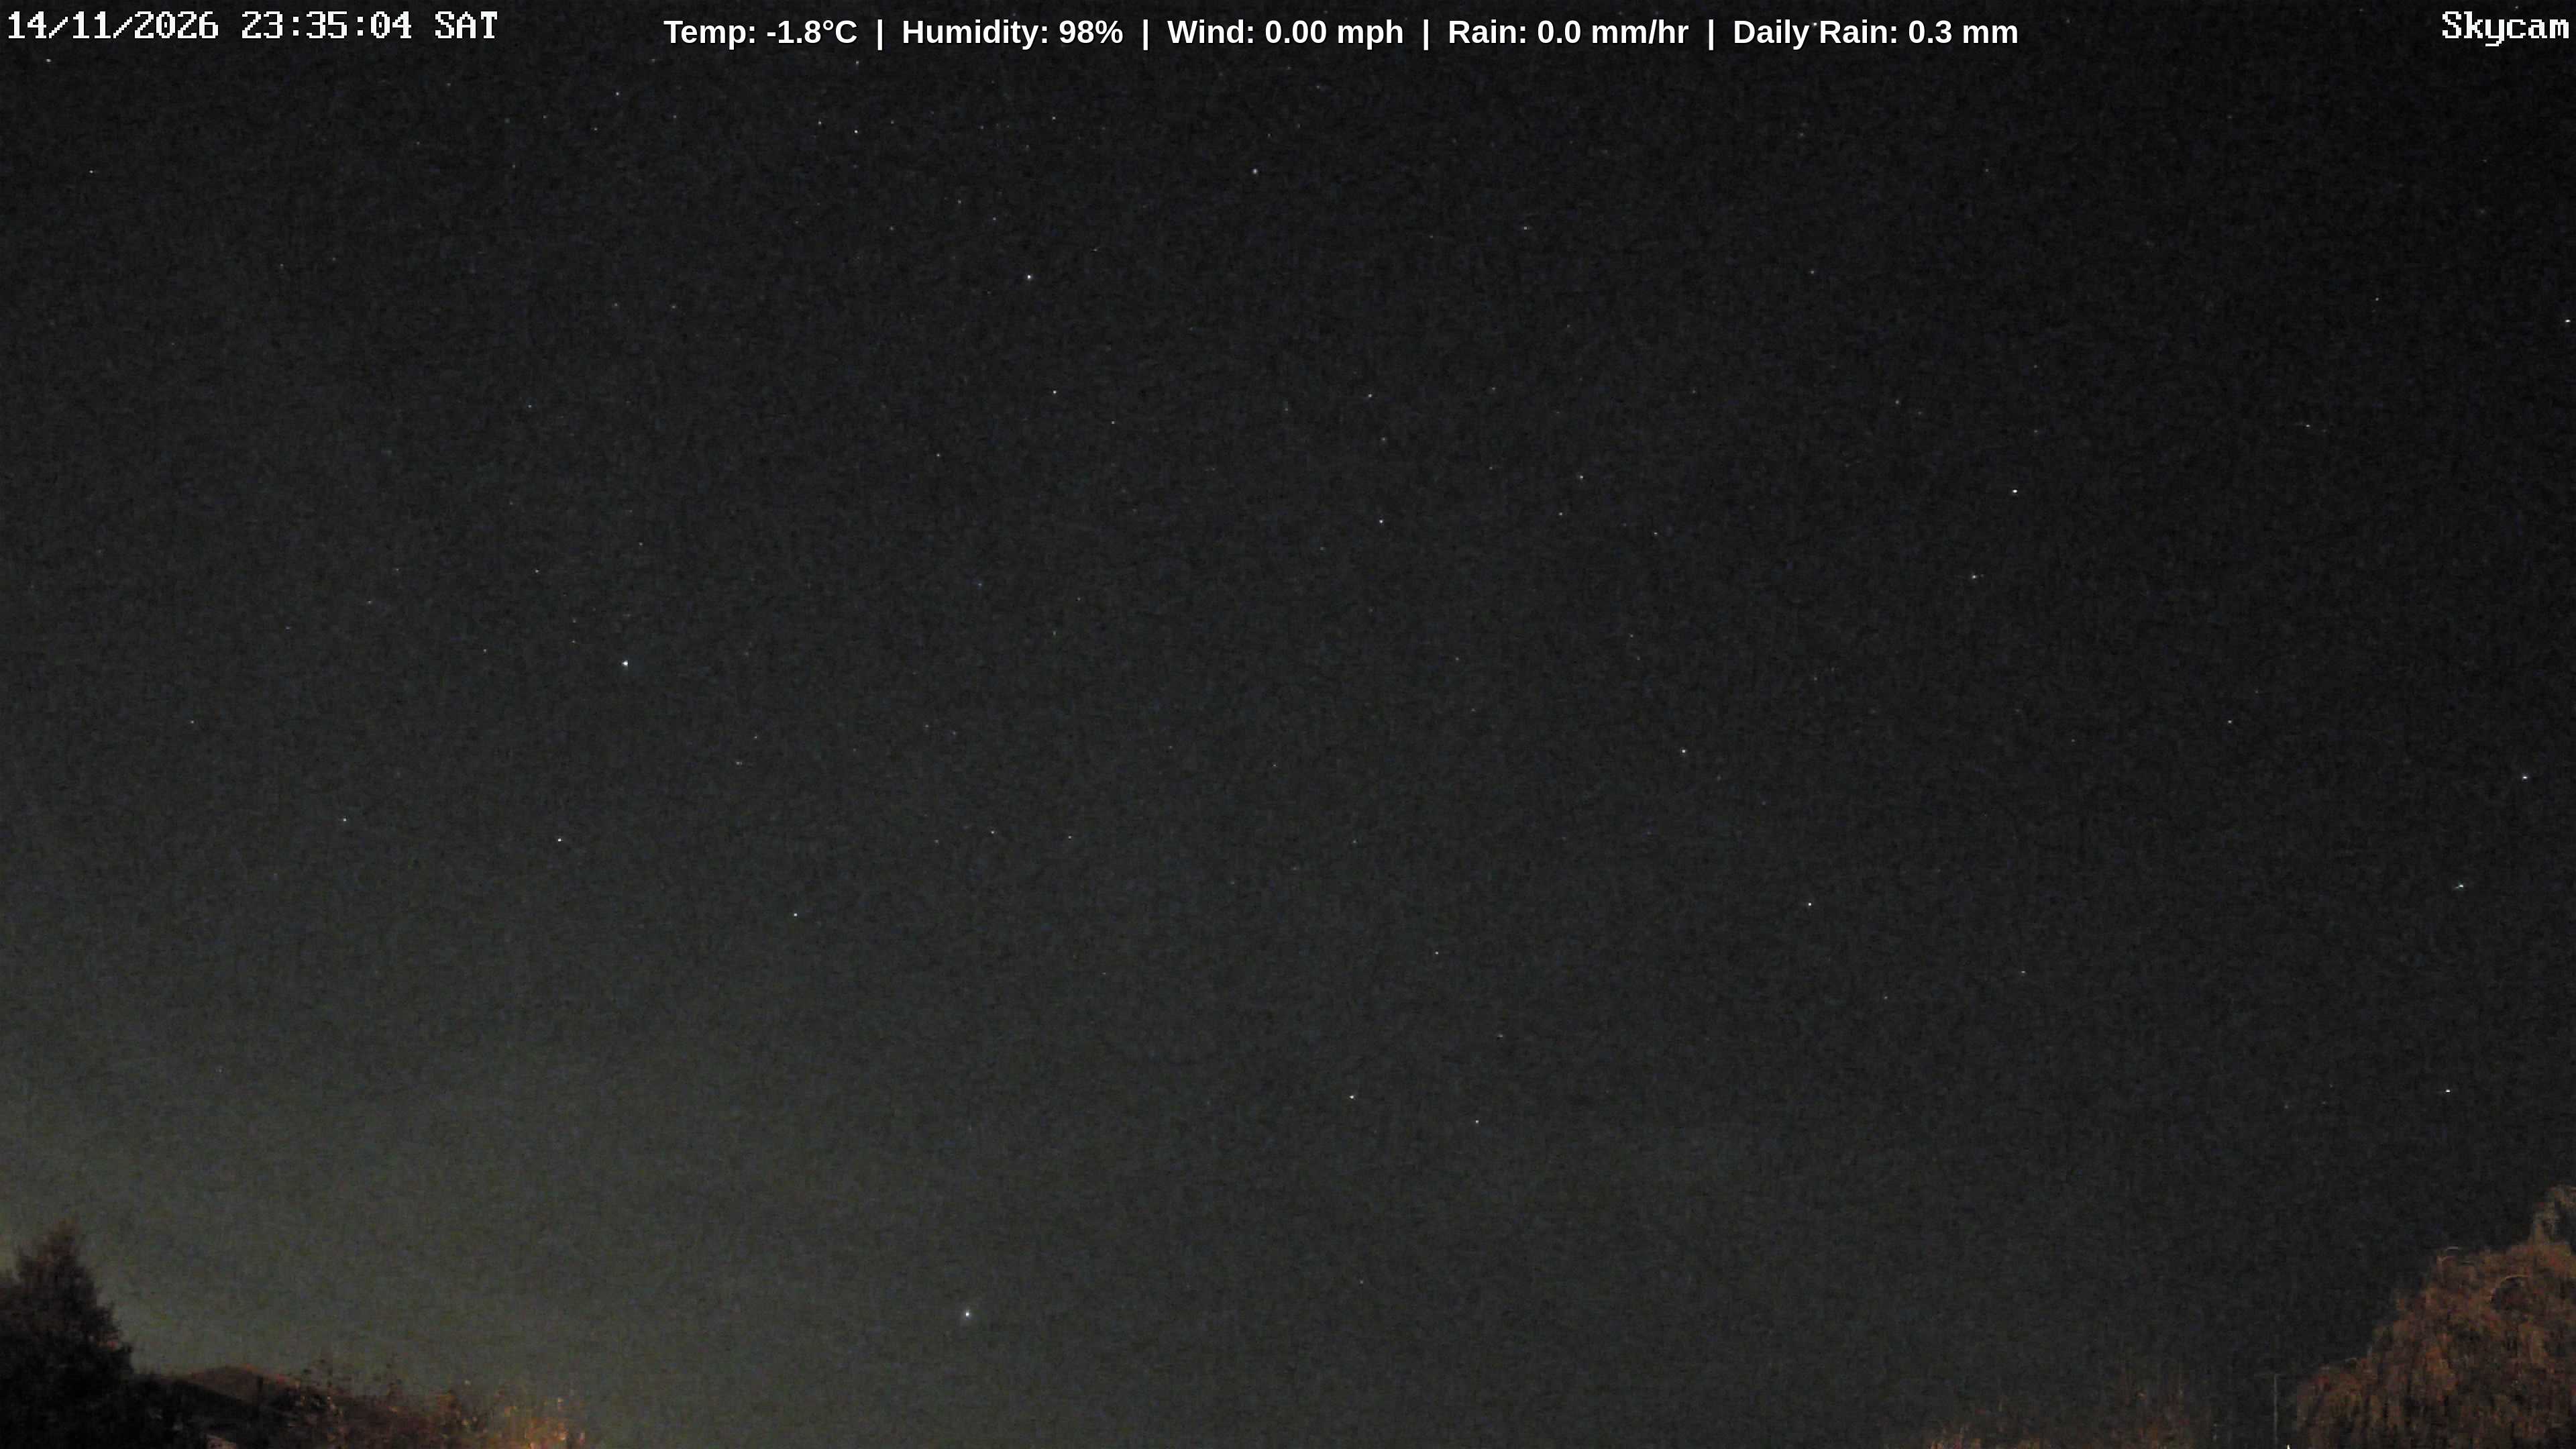 14/11/2026 23:35:04 SAT
Temp: -1.8°C | Humidity: 98% | Wind: 0.00 mph | Rain: 0.0 mm/hr | Daily Rain: 0.3 mm
Skycam